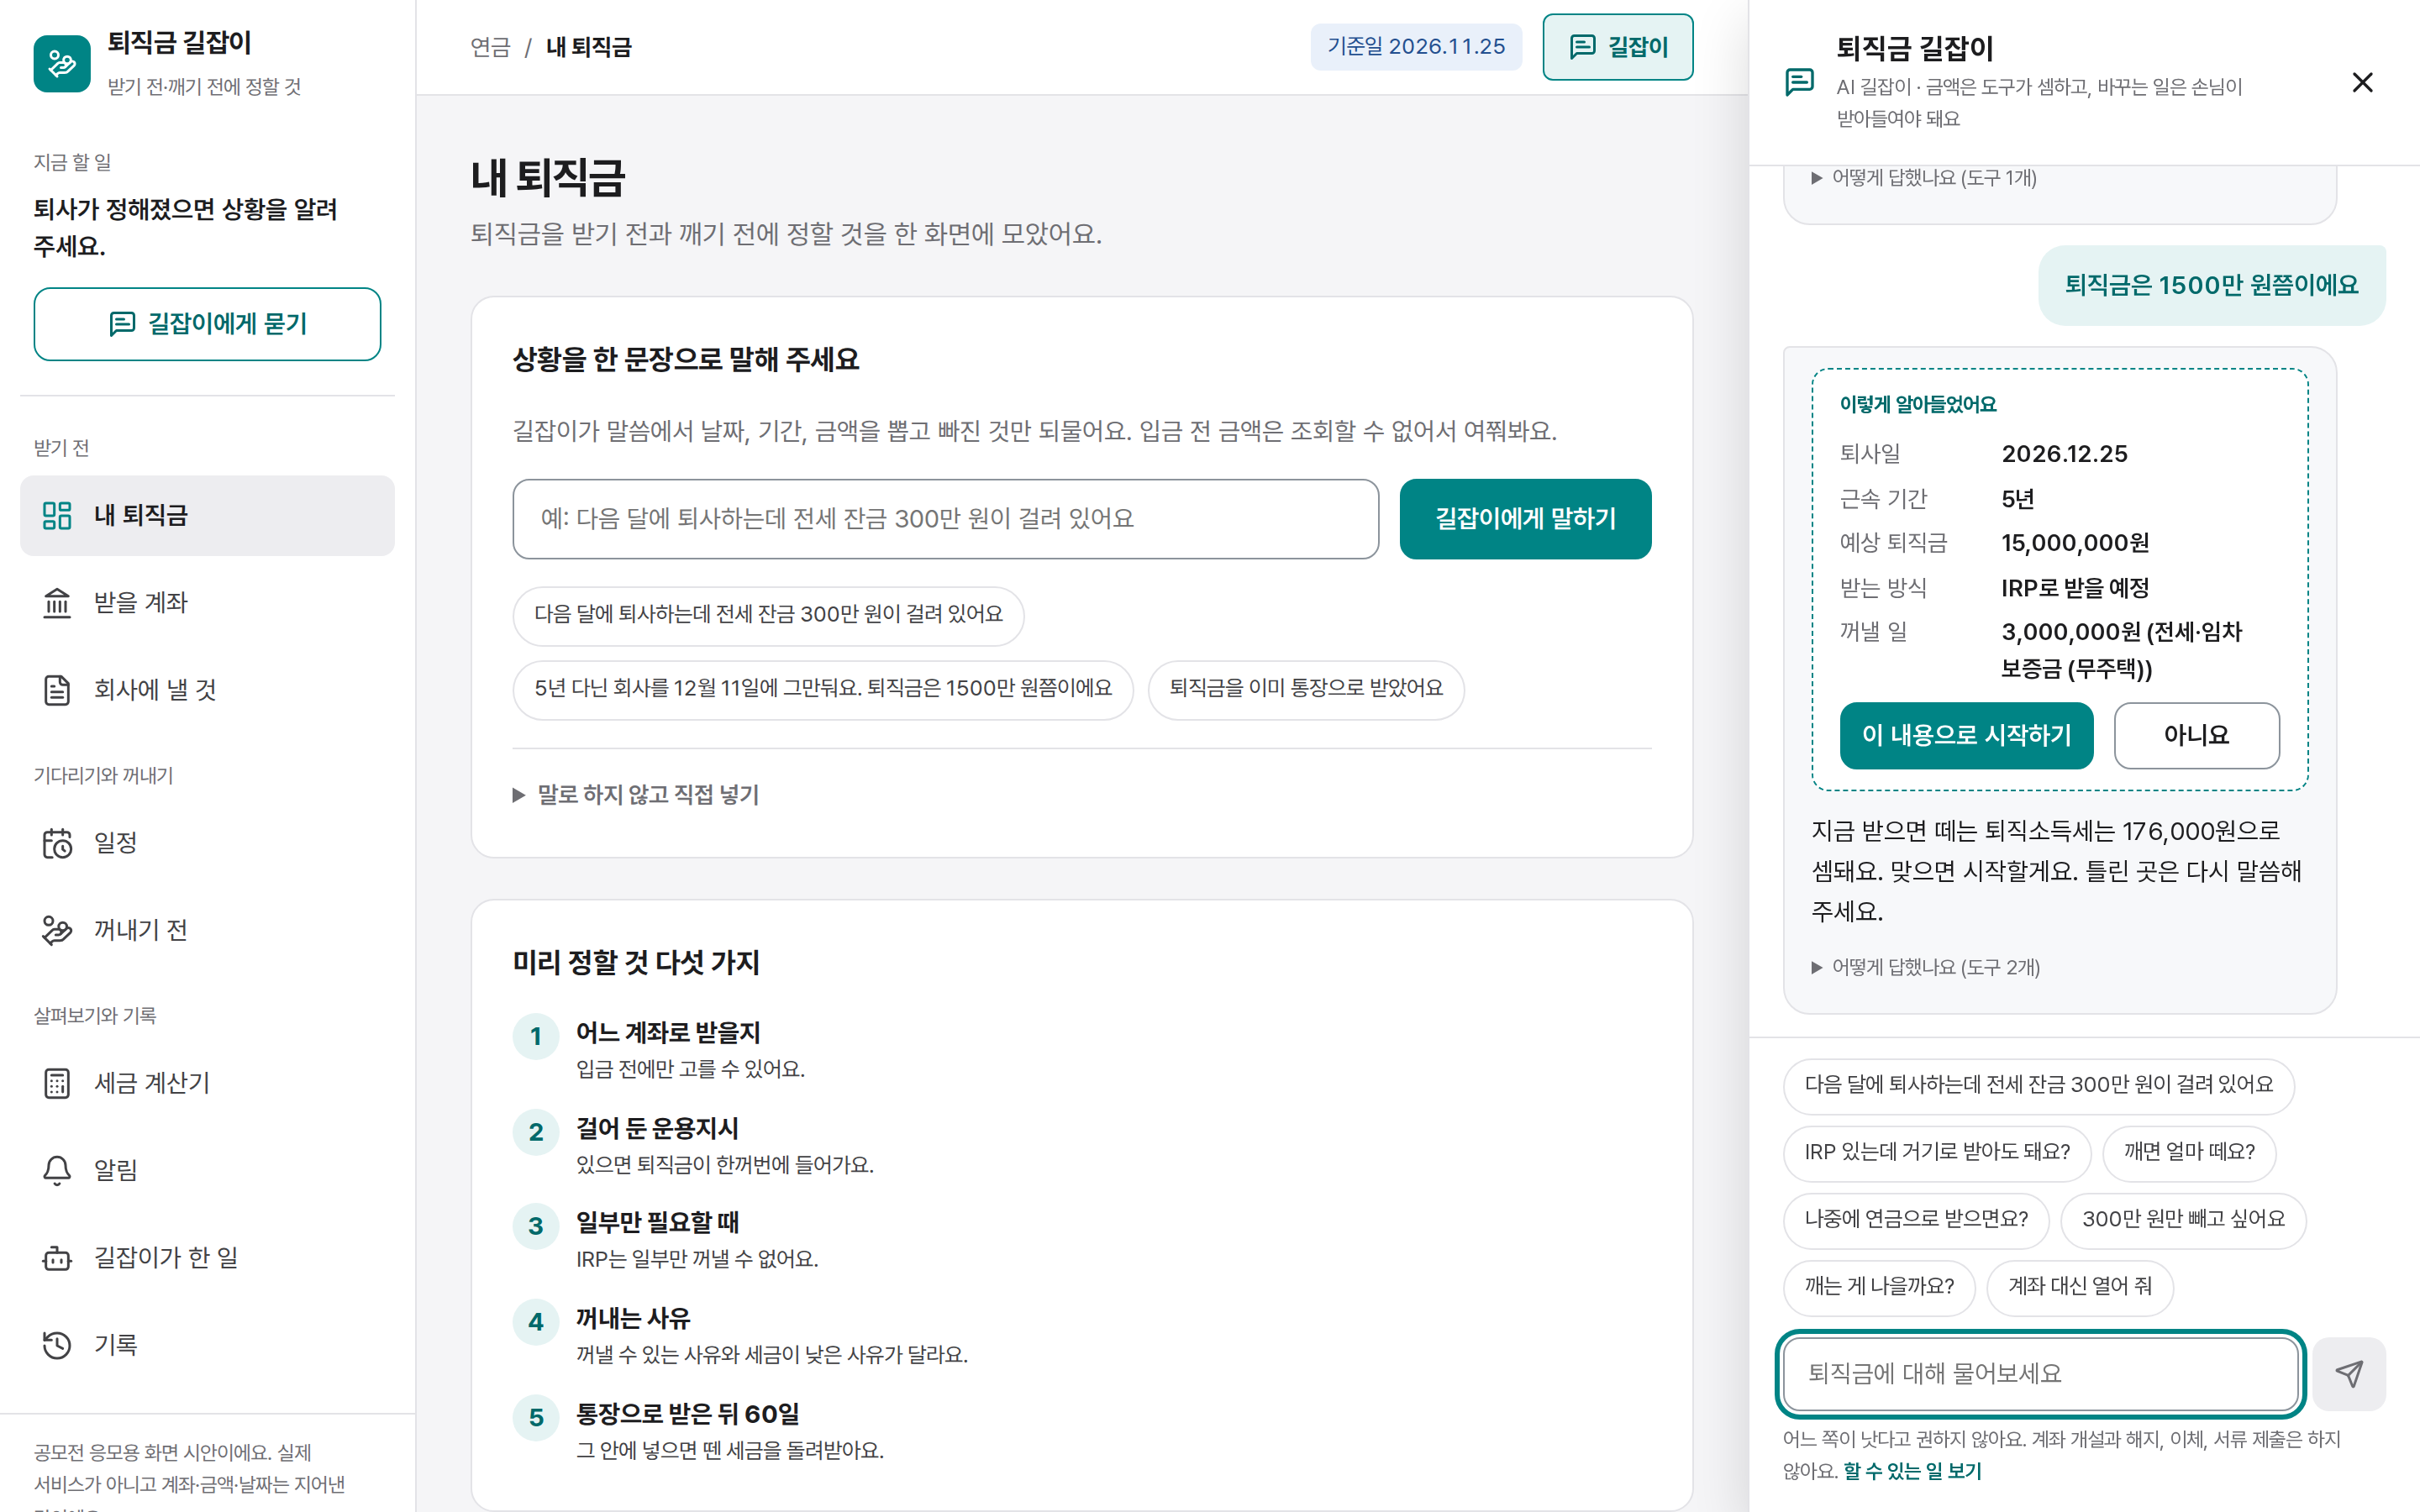 퇴직금 길잡이
받기 전·깨기 전에 정할 것
지금 할 일
퇴사가 정해졌으면 상황을 알려
주세요.
길잡이에게 묻기
받기 전
내 퇴직금
받을 계좌
회사에 낼 것
기다리기와 꺼내기
일정
꺼내기 전
살펴보기와 기록
세금 계산기
알림
길잡이가 한 일
기록
공모전 응모용 화면 시안이에요. 실제
서비스가 아니고 계좌·금액·날짜는 지어낸
연금 / 내 퇴직금
기준일 2026.11.25
길잡이
내 퇴직금
퇴직금을 받기 전과 깨기 전에 정할 것을 한 화면에 모았어요.
상황을 한 문장으로 말해 주세요
길잡이가 말씀에서 날짜, 기간, 금액을 뽑고 빠진 것만 되물어요. 입금 전 금액은 조회할 수 없어서 여쭤봐요.
예: 다음 달에 퇴사하는데 전세 잔금 300만 원이 걸려 있어요
길잡이에게 말하기
다음 달에 퇴사하는데 전세 잔금 300만 원이 걸려 있어요
5년 다닌 회사를 12월 11일에 그만둬요. 퇴직금은 1500만 원쯤이에요
퇴직금을 이미 통장으로 받았어요
▶ 말로 하지 않고 직접 넣기
미리 정할 것 다섯 가지
1 어느 계좌로 받을지
입금 전에만 고를 수 있어요.
2 걸어 둔 운용지시
있으면 퇴직금이 한꺼번에 들어가요.
3 일부만 필요할 때
IRP는 일부만 꺼낼 수 없어요.
4 꺼내는 사유
꺼낼 수 있는 사유와 세금이 낮은 사유가 달라요.
5 통장으로 받은 뒤 60일
그 안에 넣으면 뗀 세금을 돌려받아요.
퇴직금 길잡이
AI 길잡이 · 금액은 도구가 셈하고, 바꾸는 일은 손님이
받아들여야 돼요
▶ 어떻게 답했나요 (도구 1개)
퇴직금은 1500만 원쯤이에요
이렇게 알아들었어요
퇴사일 2026.12.25
근속 기간 5년
예상 퇴직금 15,000,000원
받는 방식 IRP로 받을 예정
꺼낼 일 3,000,000원 (전세·임차
보증금 (무주택))
이 내용으로 시작하기
아니요
지금 받으면 떼는 퇴직소득세는 176,000원으로
셈돼요. 맞으면 시작할게요. 틀린 곳은 다시 말씀해
주세요.
▶ 어떻게 답했나요 (도구 2개)
다음 달에 퇴사하는데 전세 잔금 300만 원이 걸려 있어요
IRP 있는데 거기로 받아도 돼요?
깨면 얼마 떼요?
나중에 연금으로 받으면요?
300만 원만 빼고 싶어요
깨는 게 나을까요?
계좌 대신 열어 줘
퇴직금에 대해 물어보세요
어느 쪽이 낫다고 권하지 않아요. 계좌 개설과 해지, 이체, 서류 제출은 하지
않아요. 할 수 있는 일 보기